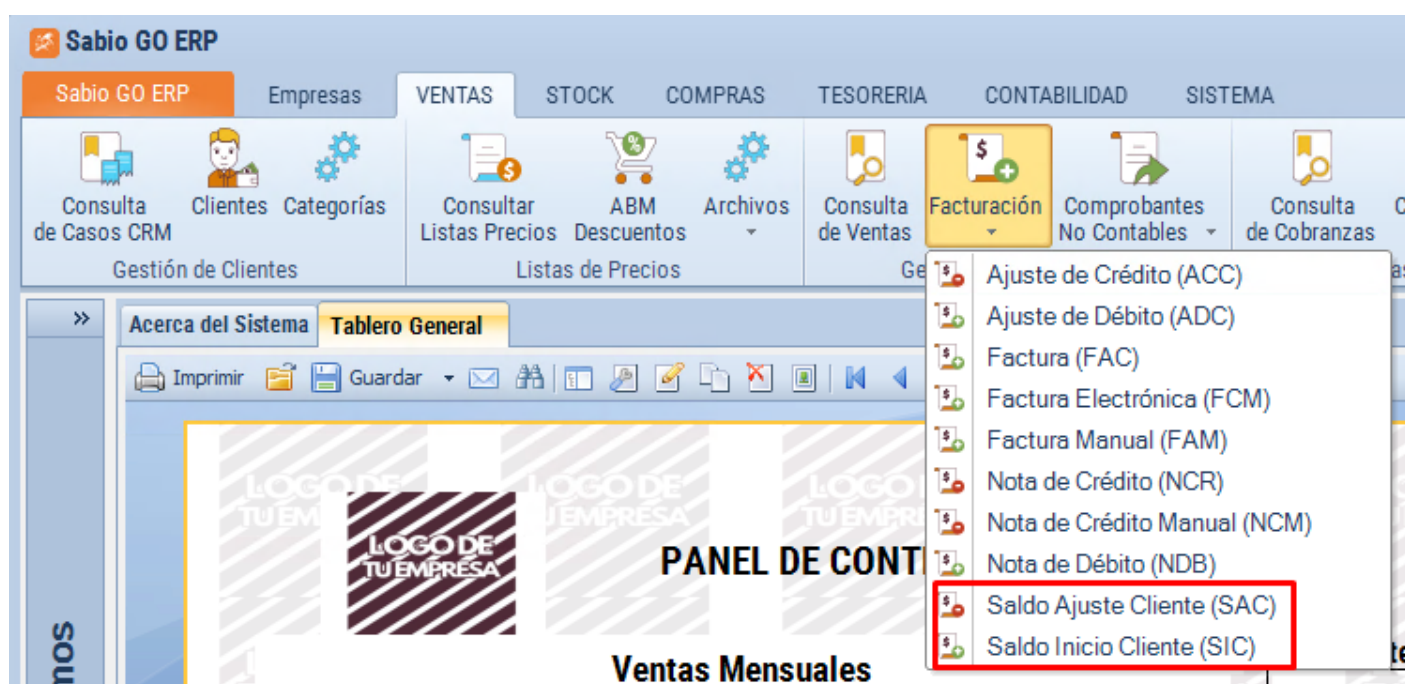 Sabio GO ERP
Sabio GO ERP Empresas VENTAS STOCK COMPRAS TESORERIA CONTABILIDAD SISTEMA
Consulta de Casos CRM
Clientes
Categorías
Consultar Listas Precios
ABM Descuentos
Archivos
Consulta de Ventas
Facturación
Comprobantes No Contables
Consulta de Cobranzas
Gestión de Clientes
Listas de Precios
Ge
Acerca del Sistema Tablero General
Imprimir Guardar
Ajuste de Crédito (ACC)
Ajuste de Débito (ADC)
Factura (FAC)
Factura Electrónica (FCM)
Factura Manual (FAM)
Nota de Crédito (NCR)
Nota de Crédito Manual (NCM)
Nota de Débito (NDB)
Saldo Ajuste Cliente (SAC)
Saldo Inicio Cliente (SIC)
LOGO DE
TU EMPRESA
PANEL DE CONT
Ventas Mensuales